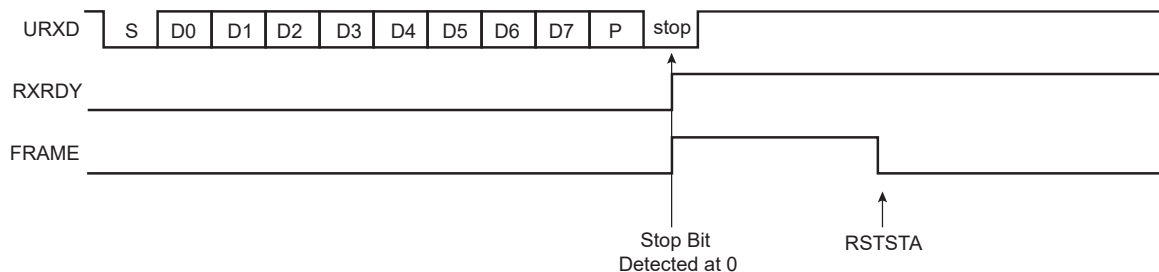 URXD S D0 D1 D2 D3 D4 D5 D6 D7 P stop
RXRDY
FRAME
Stop Bit
Detected at 0
RSTSTA